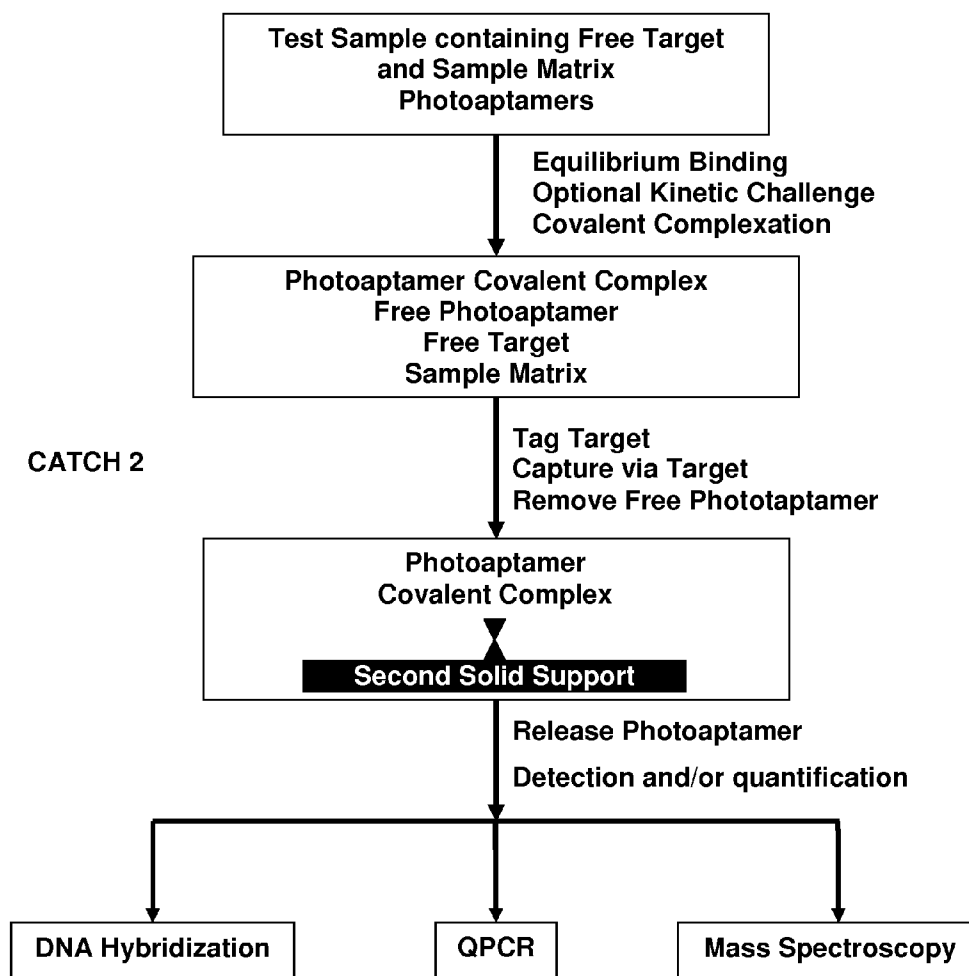 Test Sample containing Free Target
and Sample Matrix
Photoaptamers
Equilibrium Binding
Optional Kinetic Challenge
Covalent Complexation
Photoaptamer Covalent Complex
Free Photoaptamer
Free Target
Sample Matrix
CATCH 2
Tag Target
Capture via Target
Remove Free Phototaptamer
Photoaptamer
Covalent Complex
Second Solid Support
Release Photoaptamer
Detection and/or quantification
DNA Hybridization
QPCR
Mass Spectroscopy